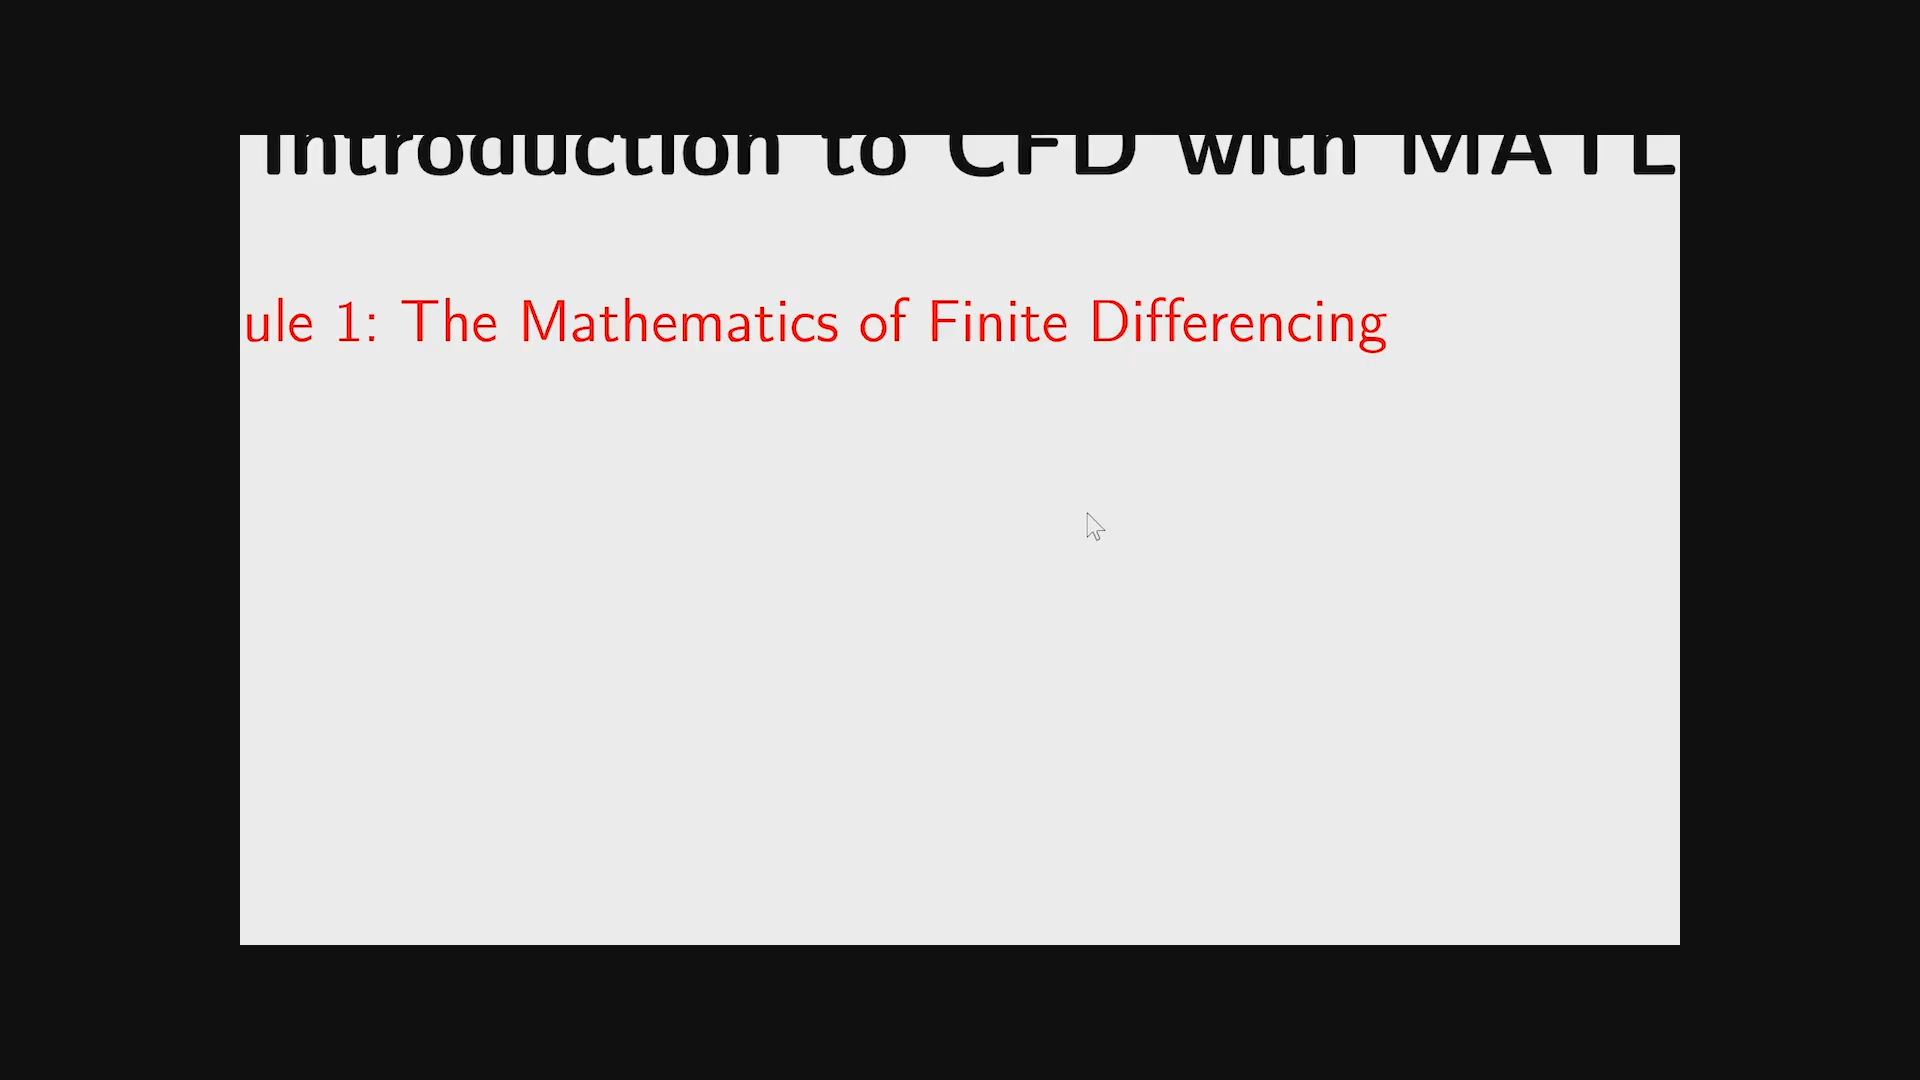 Introduction to CFD with MATL
ule 1: The Mathematics of Finite Differencing